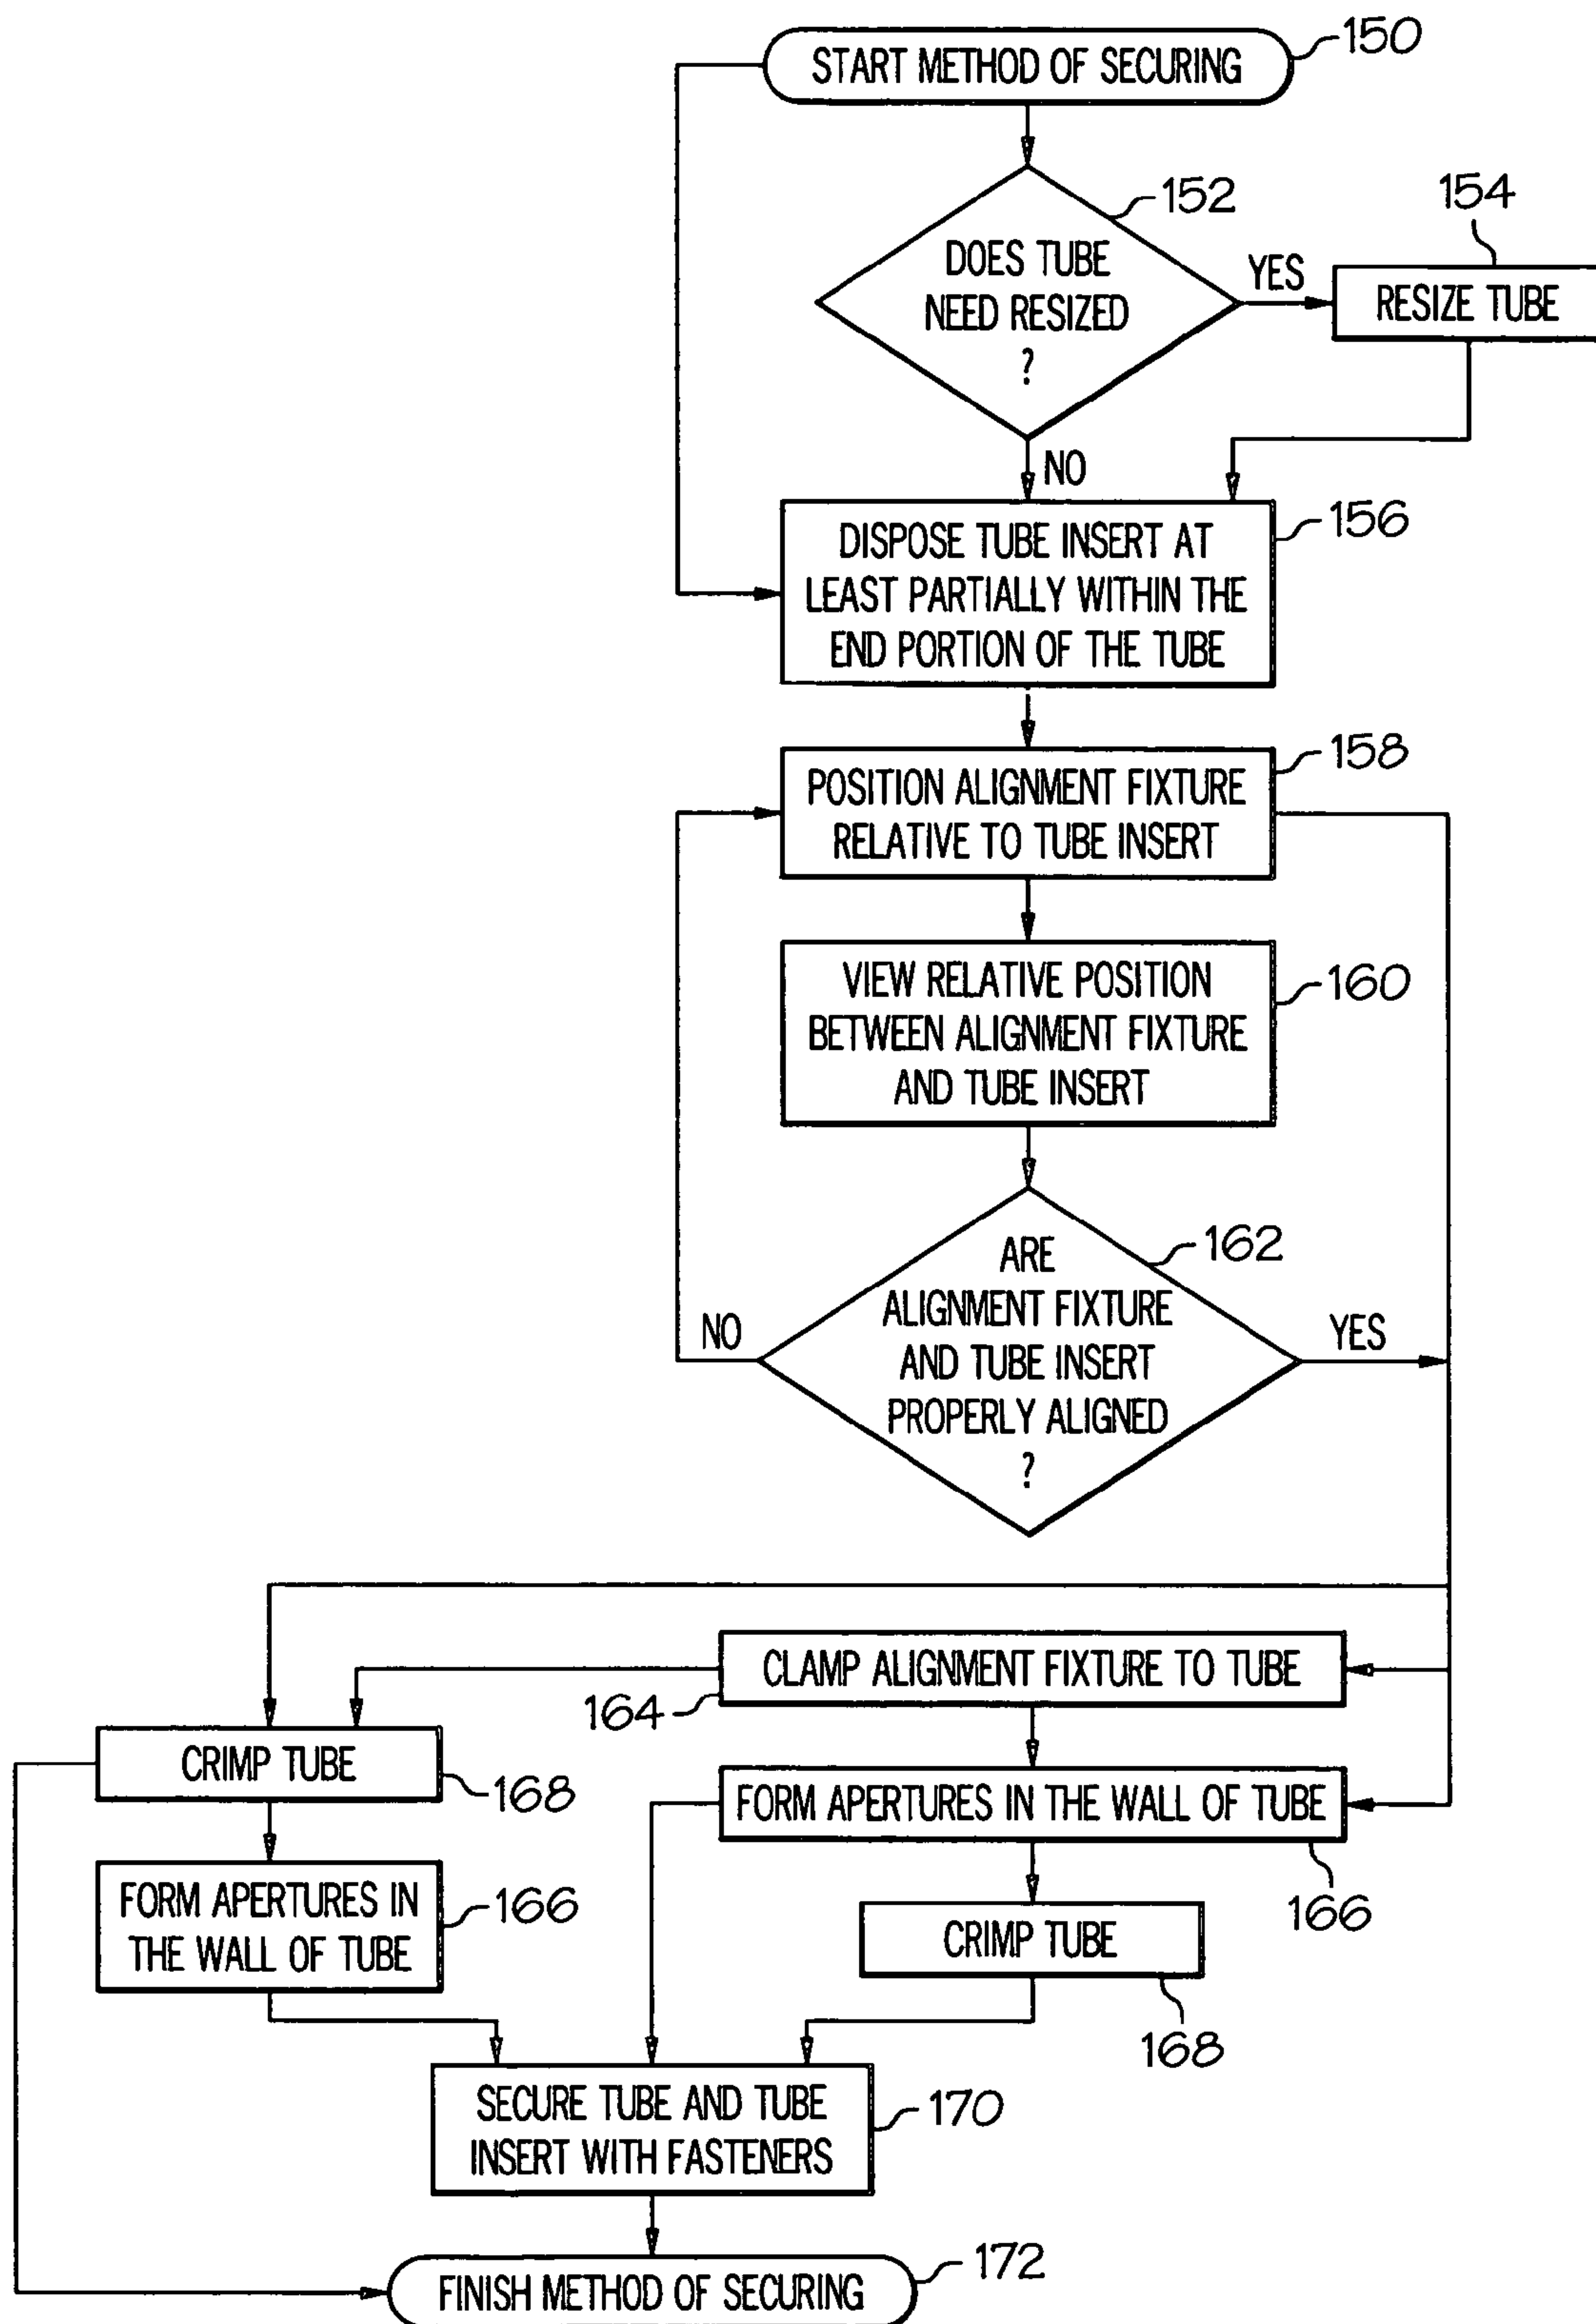 START METHOD OF SECURING
150
152
154
DOES TUBE
NEED RESIZED
?
YES
RESIZE TUBE
NO
156
DISPOSE TUBE INSERT AT
LEAST PARTIALLY WITHIN THE
END PORTION OF THE TUBE
158
POSITION ALIGNMENT FIXTURE
RELATIVE TO TUBE INSERT
160
VIEW RELATIVE POSITION
BETWEEN ALIGNMENT FIXTURE
AND TUBE INSERT
162
ARE
ALIGNMENT FIXTURE
AND TUBE INSERT
PROPERLY ALIGNED
?
NO
YES
CLAMP ALIGNMENT FIXTURE TO TUBE
164
CRIMP TUBE
168
FORM APERTURES IN THE WALL OF TUBE
166
FORM APERTURES IN
THE WALL OF TUBE
166
CRIMP TUBE
168
SECURE TUBE AND TUBE
INSERT WITH FASTENERS
170
FINISH METHOD OF SECURING
172